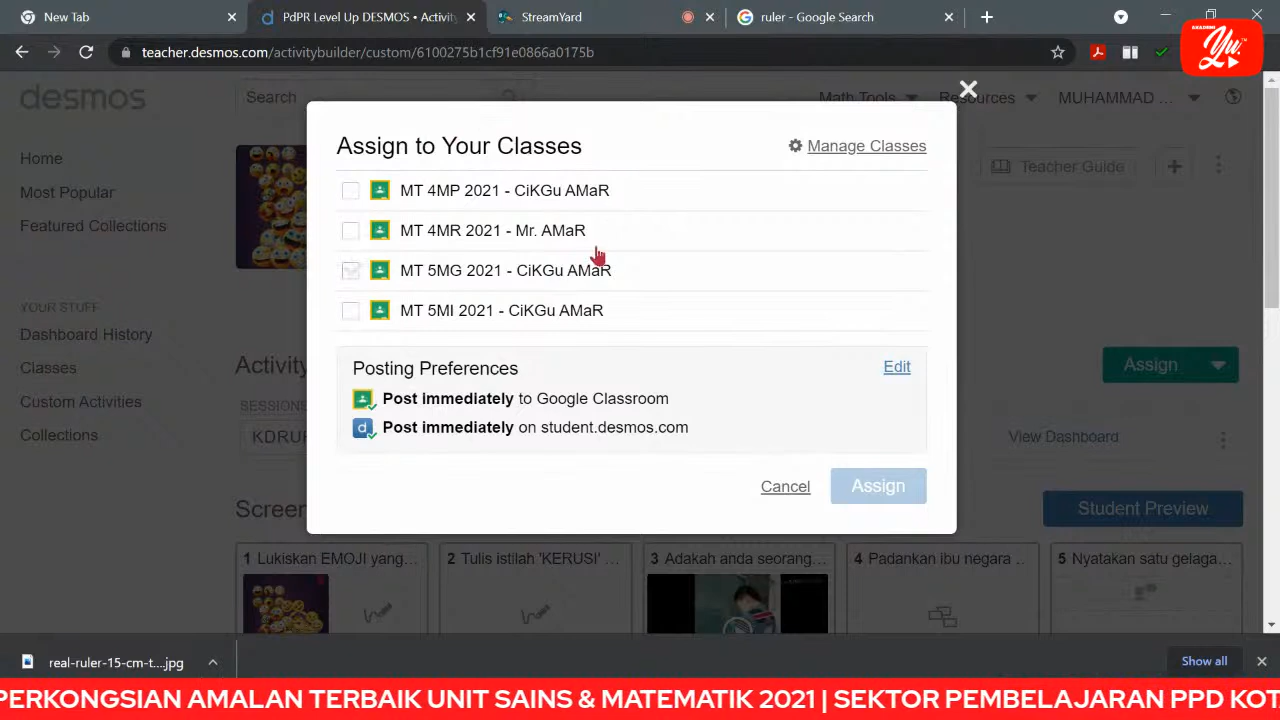 New Tab
PdPR Level Up DESMOS • Activity
StreamYard
ruler - Google Search
teacher.desmos.com/activitybuilder/custom/6100275b1cf91e0866a0175b
AKADEMI
YU
desmos
Search
Math Tools
Resources
MUHAMMAD ...
Home
Most Popular
Featured Collections
YOUR STUFF
Dashboard History
Classes
Custom Activities
Collections
Teacher Guide
Assign to Your Classes
Manage Classes
MT 4MP 2021 - CiKGu AMaR
MT 4MR 2021 - Mr. AMaR
MT 5MG 2021 - CiKGu AMaR
MT 5MI 2021 - CiKGu AMaR
Posting Preferences
Edit
Post immediately to Google Classroom
Post immediately on student.desmos.com
Cancel
Assign
Activity
Assign
SESSIONS
KDRUF
View Dashboard
Screen
Student Preview
1 Lukiskan EMOJI yang...
2 Tulis istilah 'KERUSI' ...
3 Adakah anda seorang...
4 Padankan ibu negara ...
5 Nyatakan satu gelaga...
real-ruler-15-cm-t....jpg
Show all
PERKONGSIAN AMALAN TERBAIK UNIT SAINS & MATEMATIK 2021 | SEKTOR PEMBELAJARAN PPD KOT